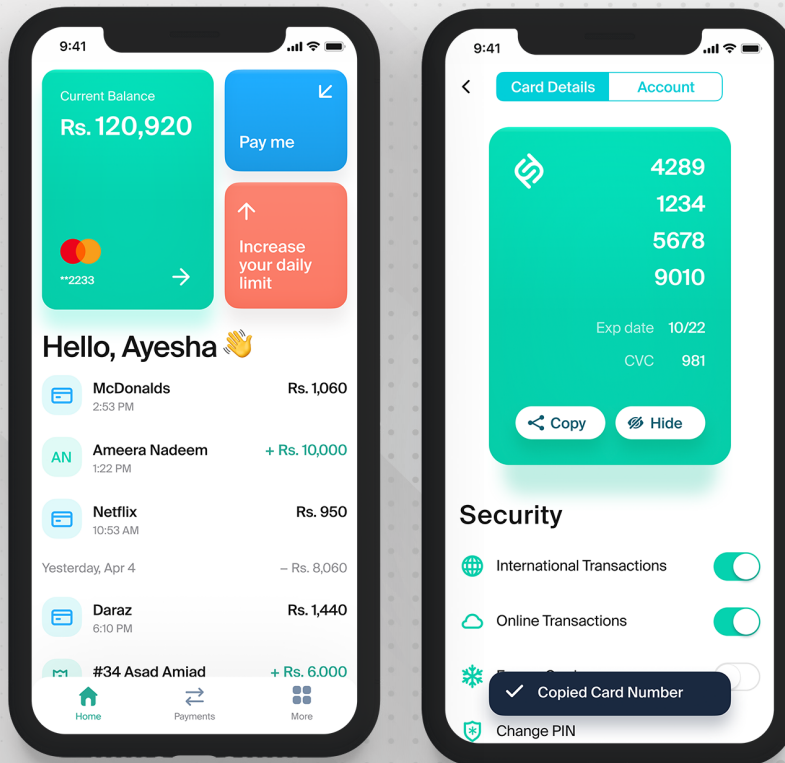 9:41
Current Balance
Rs. 120,920
**2233
Pay me
Increase
your daily
limit
Hello, Ayesha 👋
McDonalds
Rs. 1,060
2:53 PM
AN
Ameera Nadeem
+ Rs. 10,000
1:22 PM
Netflix
Rs. 950
10:53 AM
Yesterday, Apr 4
– Rs. 8,060
Daraz
Rs. 1,440
6:10 PM
#34 Asad Amjad
+ Rs. 6,000
Home
Payments
More
9:41
Card Details
Account
4289
1234
5678
9010
Exp date 10/22
CVC 981
Copy
Hide
Security
International Transactions
Online Transactions
Copied Card Number
Change PIN